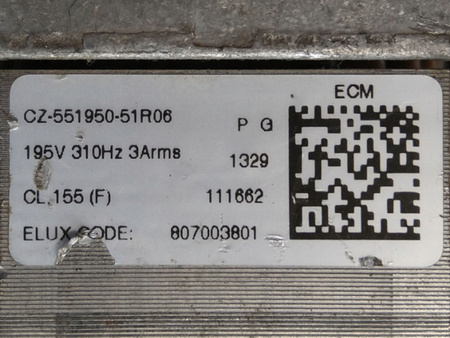 ECM
CZ-551950-51R06 P G
195V 310Hz 3Arms 1329
CL 155 (F) 111662
ELUX CODE: 807003801